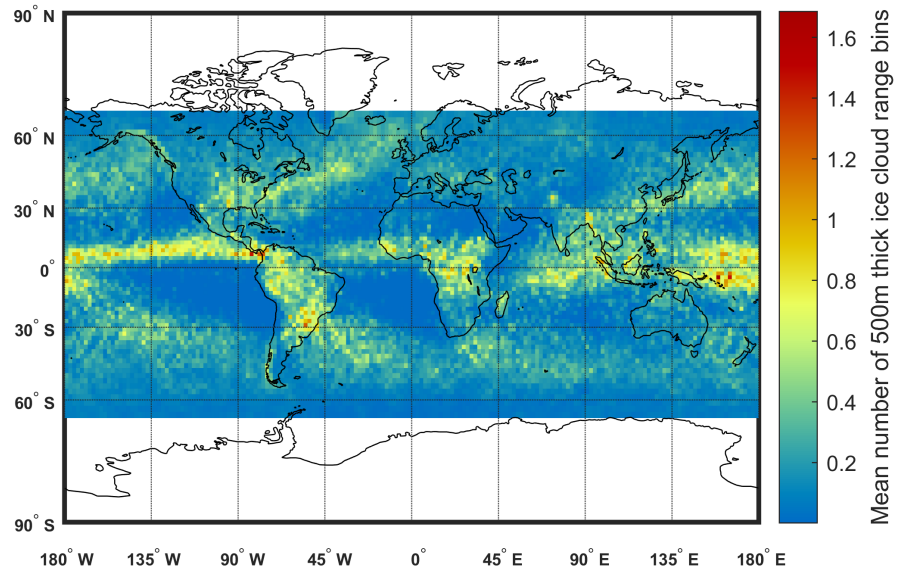 90° N
60° N
30° N
0°
30° S
60° S
90° S
180° W
135° W
90° W
45° W
0°
45° E
90° E
135° E
180° E
1.6
1.4
1.2
1
0.8
0.6
0.4
0.2
Mean number of 500m thick ice cloud range bins